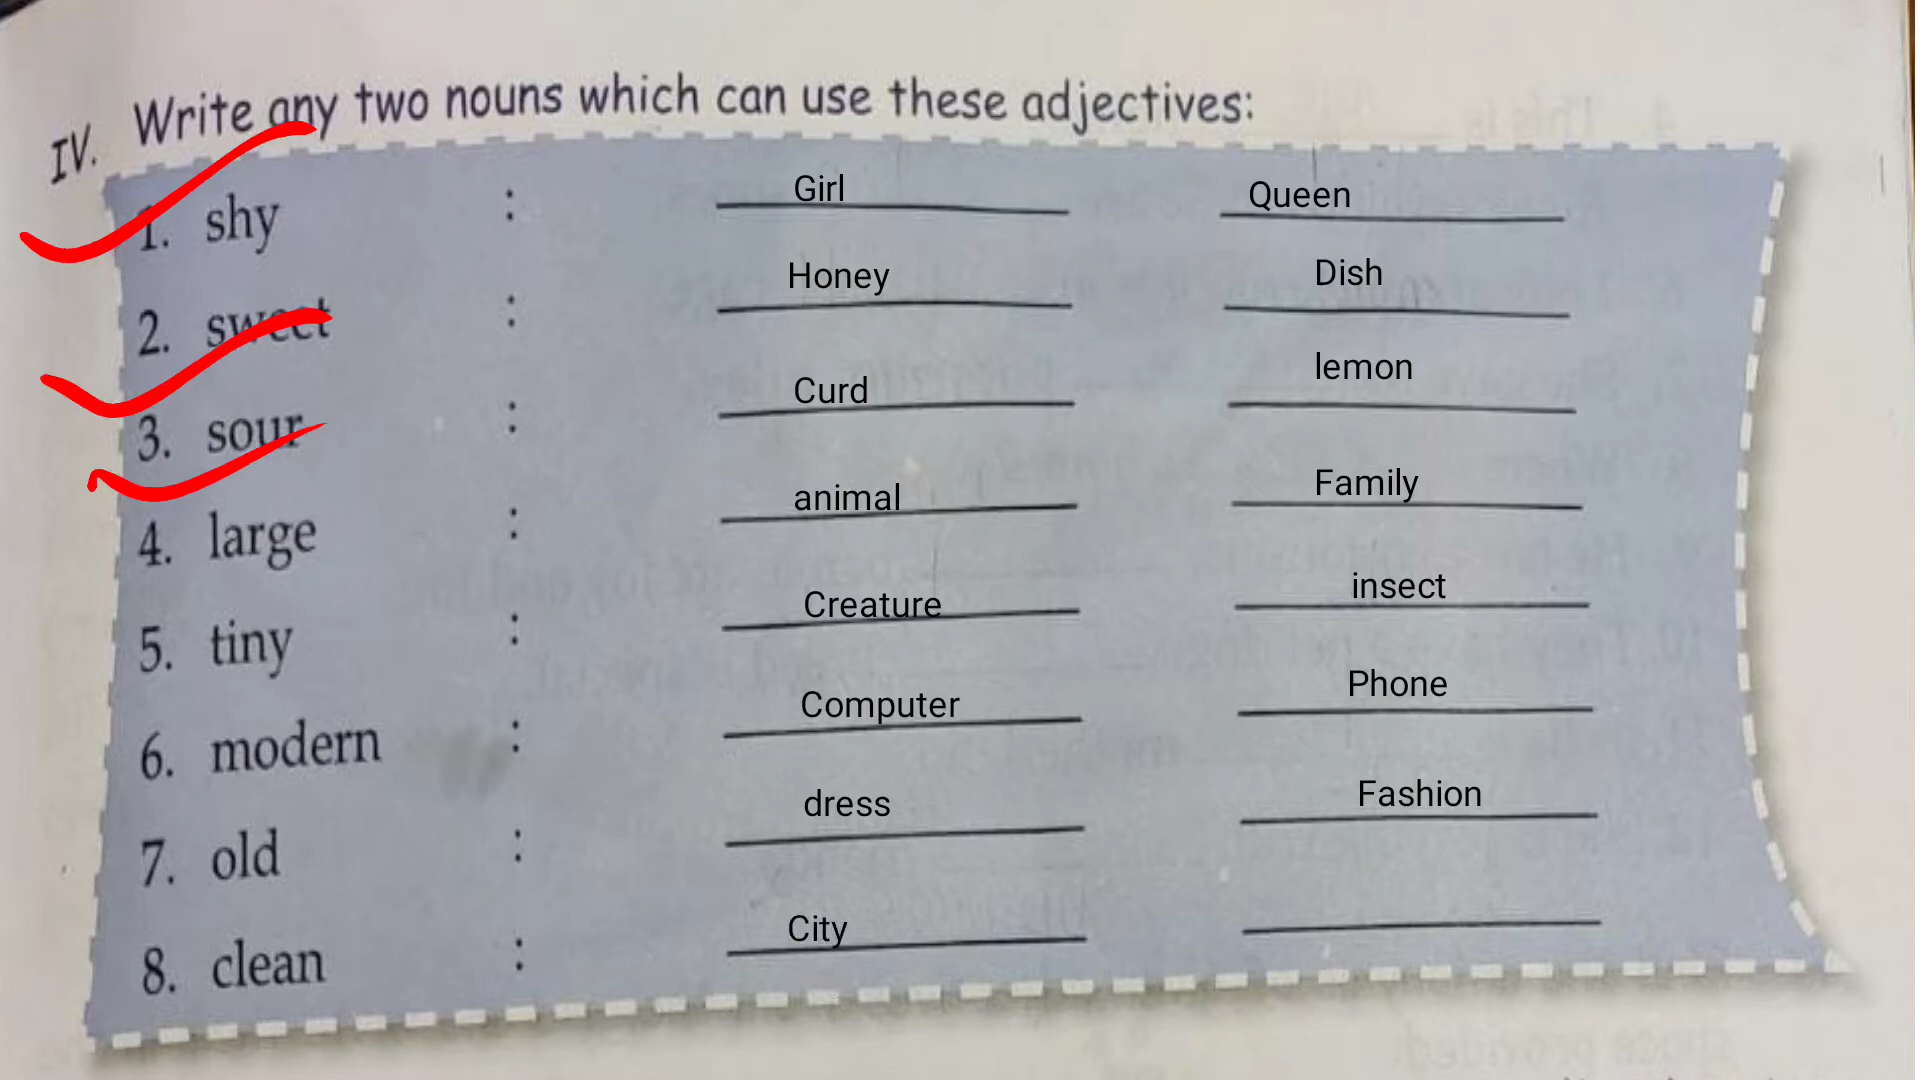 IV. Write any two nouns which can use these adjectives:
1. shy : Girl Queen
2. sweet : Honey Dish
3. sour : Curd lemon
4. large : animal Family
5. tiny : Creature insect
6. modern : Computer Phone
7. old : dress Fashion
8. clean : City